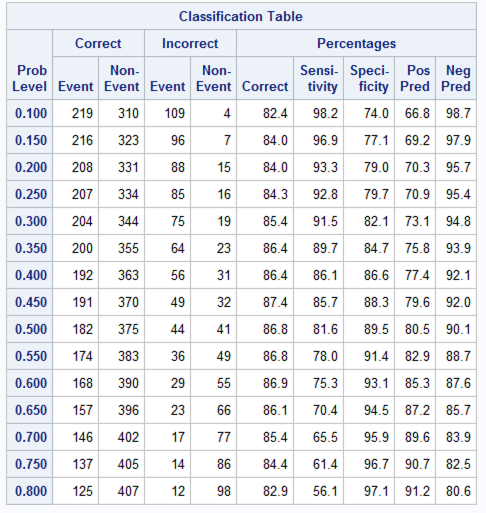 Classification Table
Correct Incorrect Percentages
Prob Level Event Non-Event Event Non-Event Correct Sensi-tivity Speci-ficity Pos Pred Neg Pred
0.100 219 310 109 4 82.4 98.2 74.0 66.8 98.7
0.150 216 323 96 7 84.0 96.9 77.1 69.2 97.9
0.200 208 331 88 15 84.0 93.3 79.0 70.3 95.7
0.250 207 334 85 16 84.3 92.8 79.7 70.9 95.4
0.300 204 344 75 19 85.4 91.5 82.1 73.1 94.8
0.350 200 355 64 23 86.4 89.7 84.7 75.8 93.9
0.400 192 363 56 31 86.4 86.1 86.6 77.4 92.1
0.450 191 370 49 32 87.4 85.7 88.3 79.6 92.0
0.500 182 375 44 41 86.8 81.6 89.5 80.5 90.1
0.550 174 383 36 49 86.8 78.0 91.4 82.9 88.7
0.600 168 390 29 55 86.9 75.3 93.1 85.3 87.6
0.650 157 396 23 66 86.1 70.4 94.5 87.2 85.7
0.700 146 402 17 77 85.4 65.5 95.9 89.6 83.9
0.750 137 405 14 86 84.4 61.4 96.7 90.7 82.5
0.800 125 407 12 98 82.9 56.1 97.1 91.2 80.6